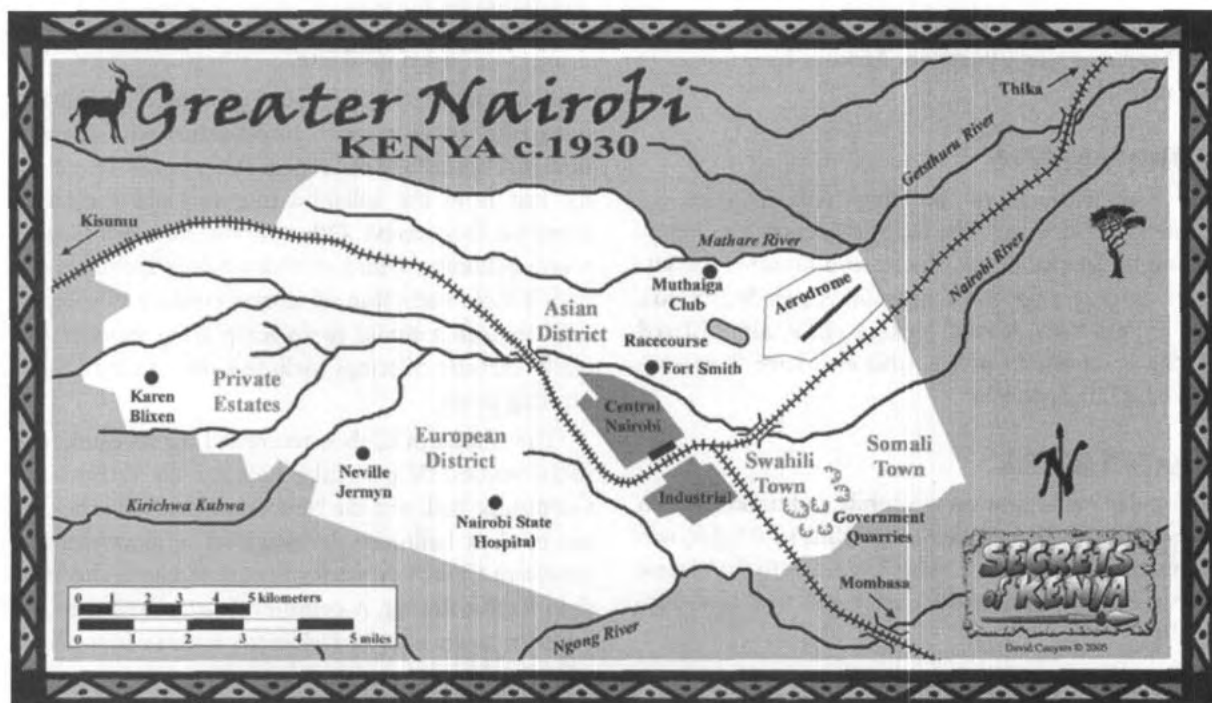 Greater Nairobi
KENYA c.1930
Thika
Getathuru River
Kisumu
Mathare River
Nairobi River
Muthaiga
Club
Aerodrome
Asian
District
Racecourse
Fort Smith
Private
Estates
Karen
Blixen
Central
Nairobi
European
District
Somali
Town
Swahili
Town
Neville
Jermyn
Industrial
Kirichwa Kubwa
Nairobi State
Hospital
Government
Quarries
N
Mombasa
SECRETS
of KENYA
0 1 2 3 4 5 kilometers
0 1 2 3 4 5 miles
Ngong River
David Conyers © 2005